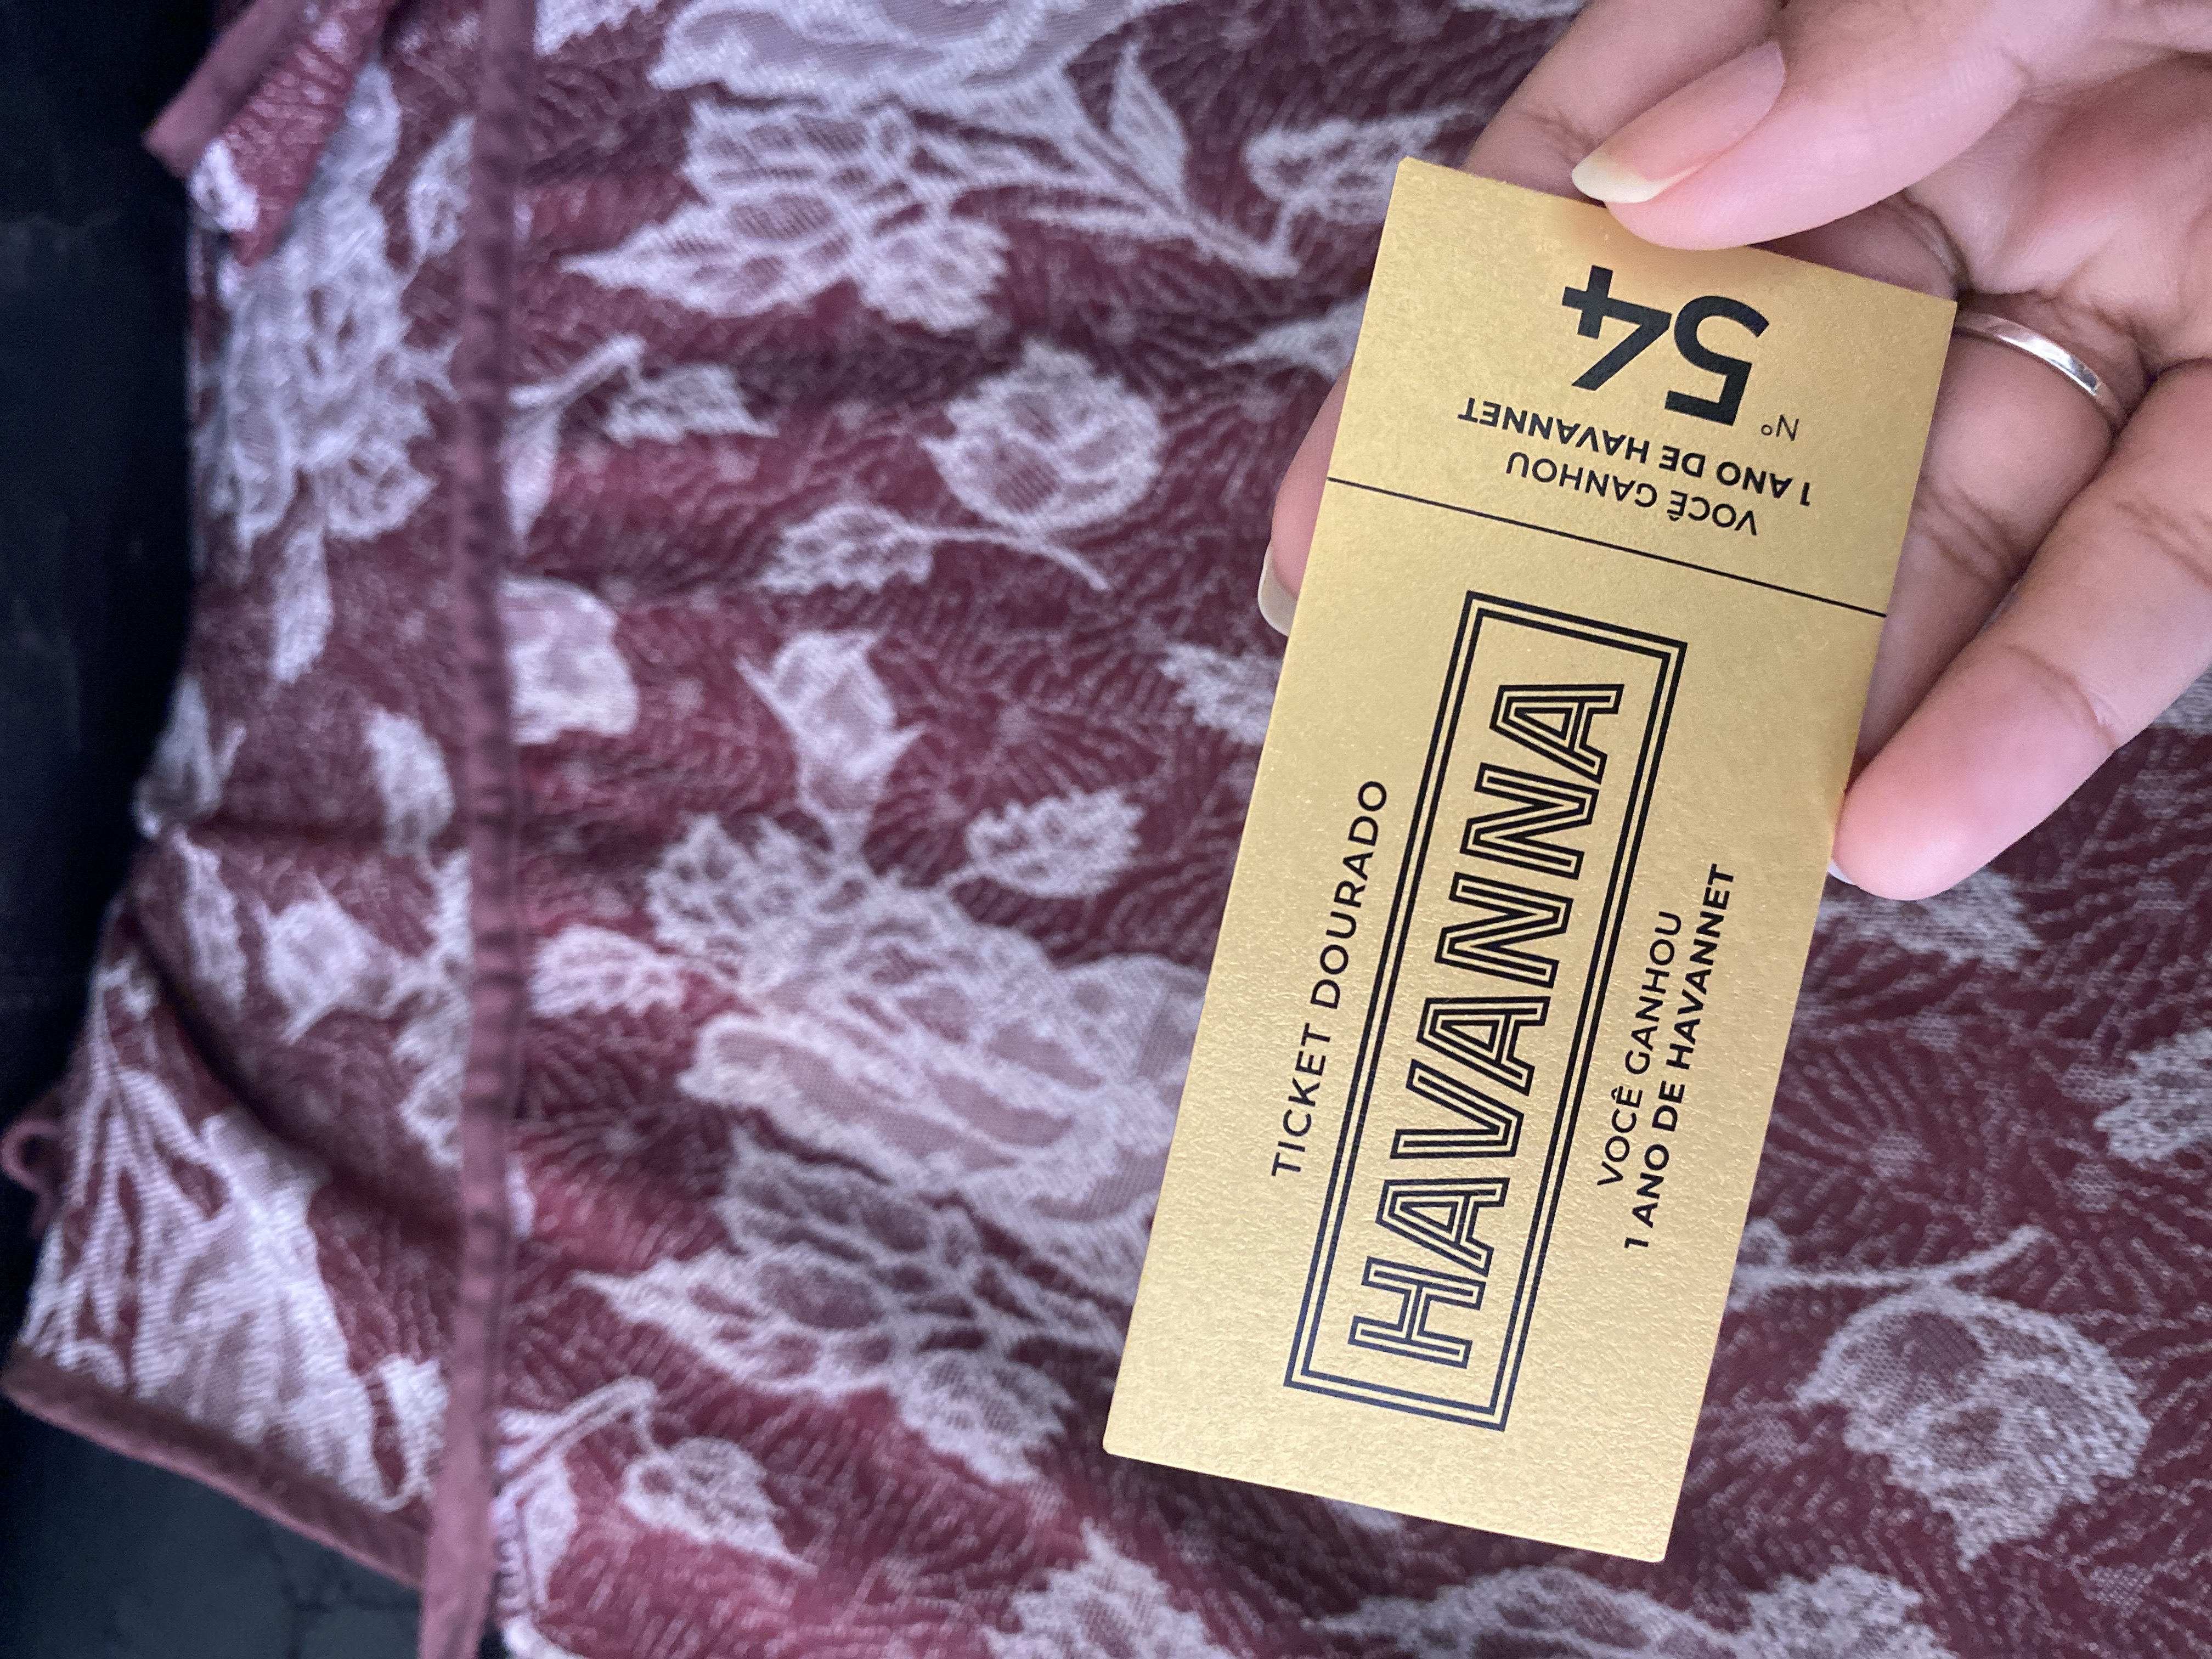 TICKET DOURADO
HAVANNA
VOCÊ GANHOU
1 ANO DE HAVANNET
VOCÊ GANHOU
1 ANO DE HAVANNET
Nº 54